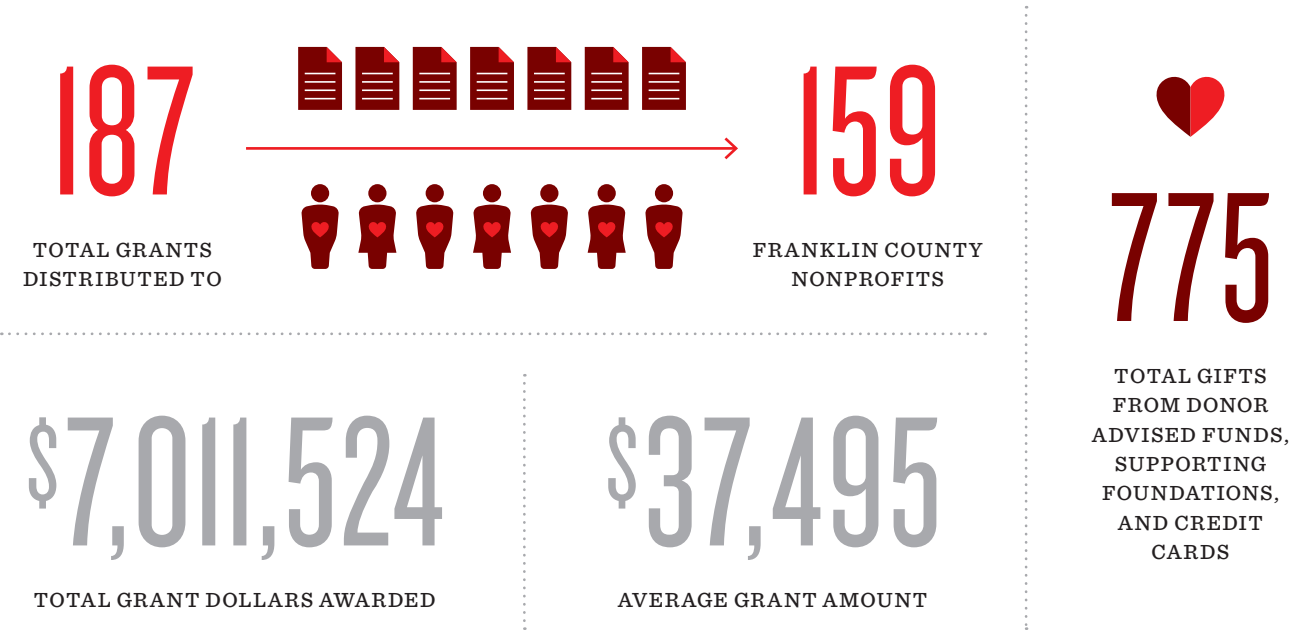 187
TOTAL GRANTS
DISTRIBUTED TO
159
FRANKLIN COUNTY
NONPROFITS
$7,011,524
TOTAL GRANT DOLLARS AWARDED
$37,495
AVERAGE GRANT AMOUNT
775
TOTAL GIFTS
FROM DONOR
ADVISED FUNDS,
SUPPORTING
FOUNDATIONS,
AND CREDIT
CARDS